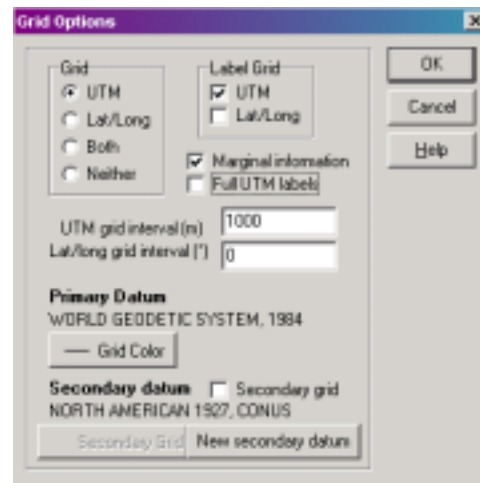 Grid Options
Grid
UTM
Lat/Long
Both
Neither
Label Grid
UTM
Lat/Long
Marginal information
Full UTM labels
OK
Cancel
Help
UTM grid interval (m) 1000
Lat/long grid interval (') 0
Primary Datum
WORLD GEODETIC SYSTEM, 1984
Grid Color
Secondary datum Secondary grid
NORTH AMERICAN 1927, CONUS
Secondary Grid New secondary datum